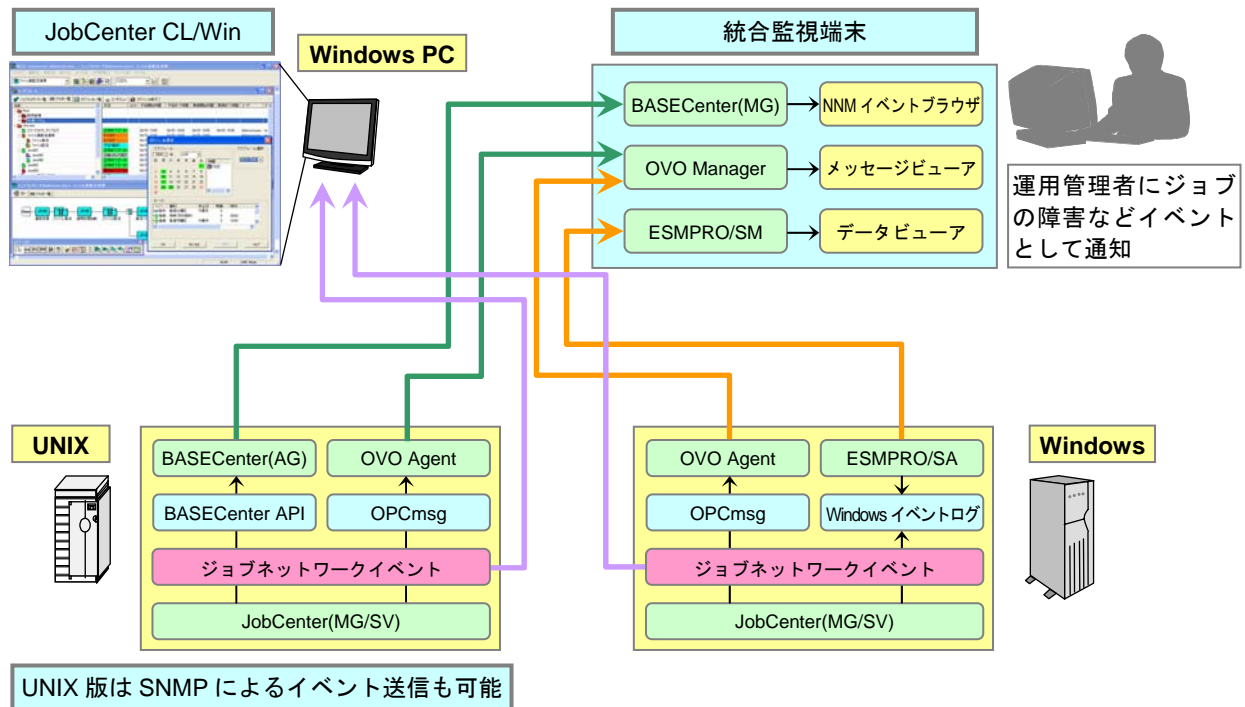 JobCenter CL/Win
Windows PC
統合監視端末
BASECenter(MG)
NNM イベントブラウザ
OVO Manager
メッセージビューア
ESMPRO/SM
データビューア
運用管理者にジョブ
の障害などイベント
として通知
UNIX
BASECenter(AG)
OVO Agent
BASECenter API
OPCmsg
ジョブネットワークイベント
JobCenter(MG/SV)
Windows
OVO Agent
ESMPRO/SA
OPCmsg
Windows イベントログ
ジョブネットワークイベント
JobCenter(MG/SV)
UNIX 版は SNMP によるイベント送信も可能